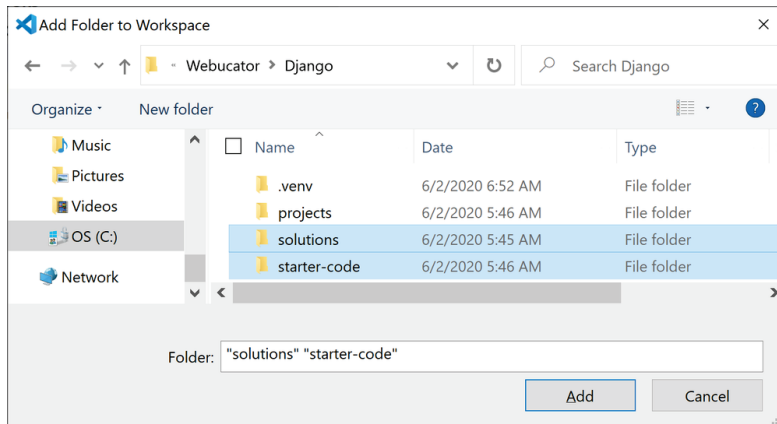 Add Folder to Workspace
« Webucator > Django
Search Django
Organize
New folder
?
Name Date Type
Music
Pictures
Videos
OS (C:)
Network
.venv 6/2/2020 6:52 AM File folder
projects 6/2/2020 5:46 AM File folder
solutions 6/2/2020 5:45 AM File folder
starter-code 6/2/2020 5:46 AM File folder
Folder: "solutions" "starter-code"
Add
Cancel